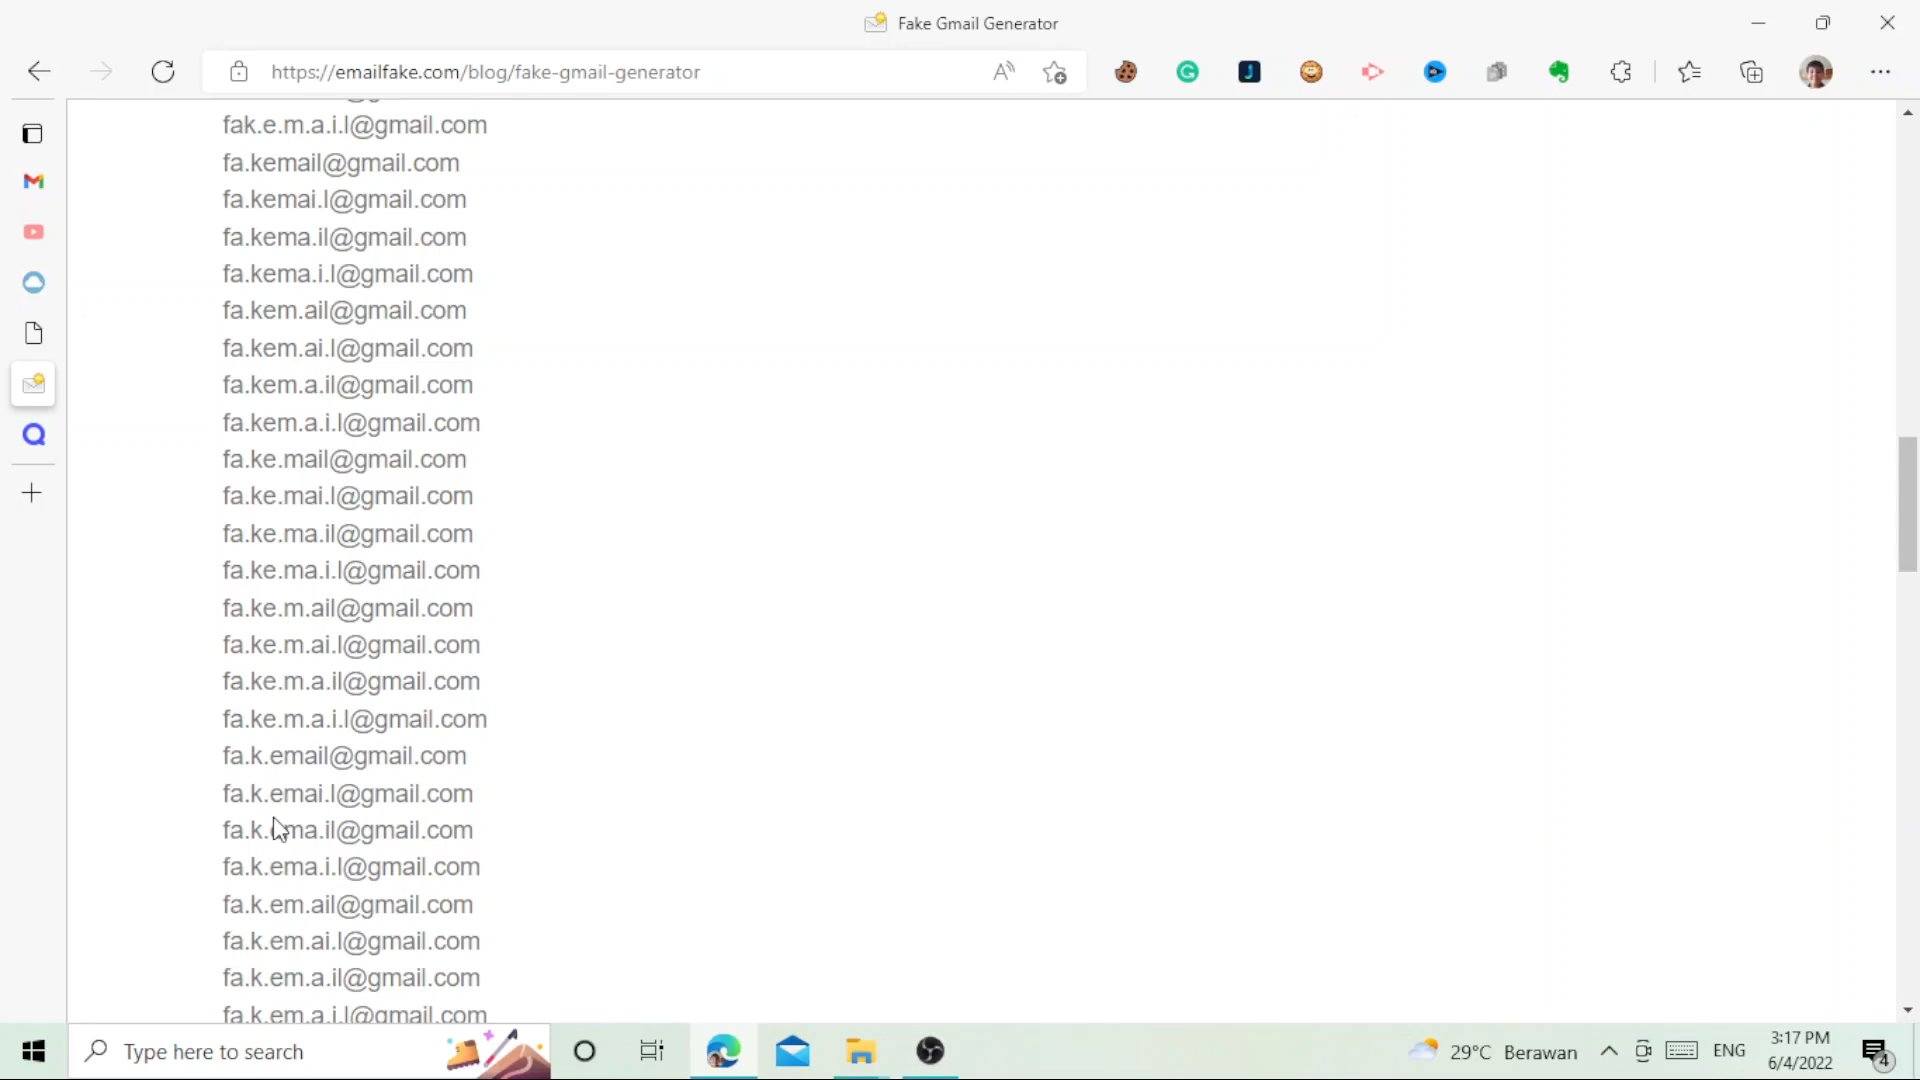 Fake Gmail Generator
https://emailfake.com/blog/fake-gmail-generator
fak.e.m.a.i.l@gmail.com
fa.kemail@gmail.com
fa.kemai.l@gmail.com
fa.kema.il@gmail.com
fa.kema.i.l@gmail.com
fa.kem.ail@gmail.com
fa.kem.ai.l@gmail.com
fa.kem.a.il@gmail.com
fa.kem.a.i.l@gmail.com
fa.ke.mail@gmail.com
fa.ke.mai.l@gmail.com
fa.ke.ma.il@gmail.com
fa.ke.ma.i.l@gmail.com
fa.ke.m.ail@gmail.com
fa.ke.m.ai.l@gmail.com
fa.ke.m.a.il@gmail.com
fa.ke.m.a.i.l@gmail.com
fa.k.email@gmail.com
fa.k.emai.l@gmail.com
fa.k.ema.il@gmail.com
fa.k.ema.i.l@gmail.com
fa.k.em.ail@gmail.com
fa.k.em.ai.l@gmail.com
fa.k.em.a.il@gmail.com
fa.k.em.a.i.l@gmail.com
Type here to search
29°C Berawan
ENG
3:17 PM
6/4/2022
4